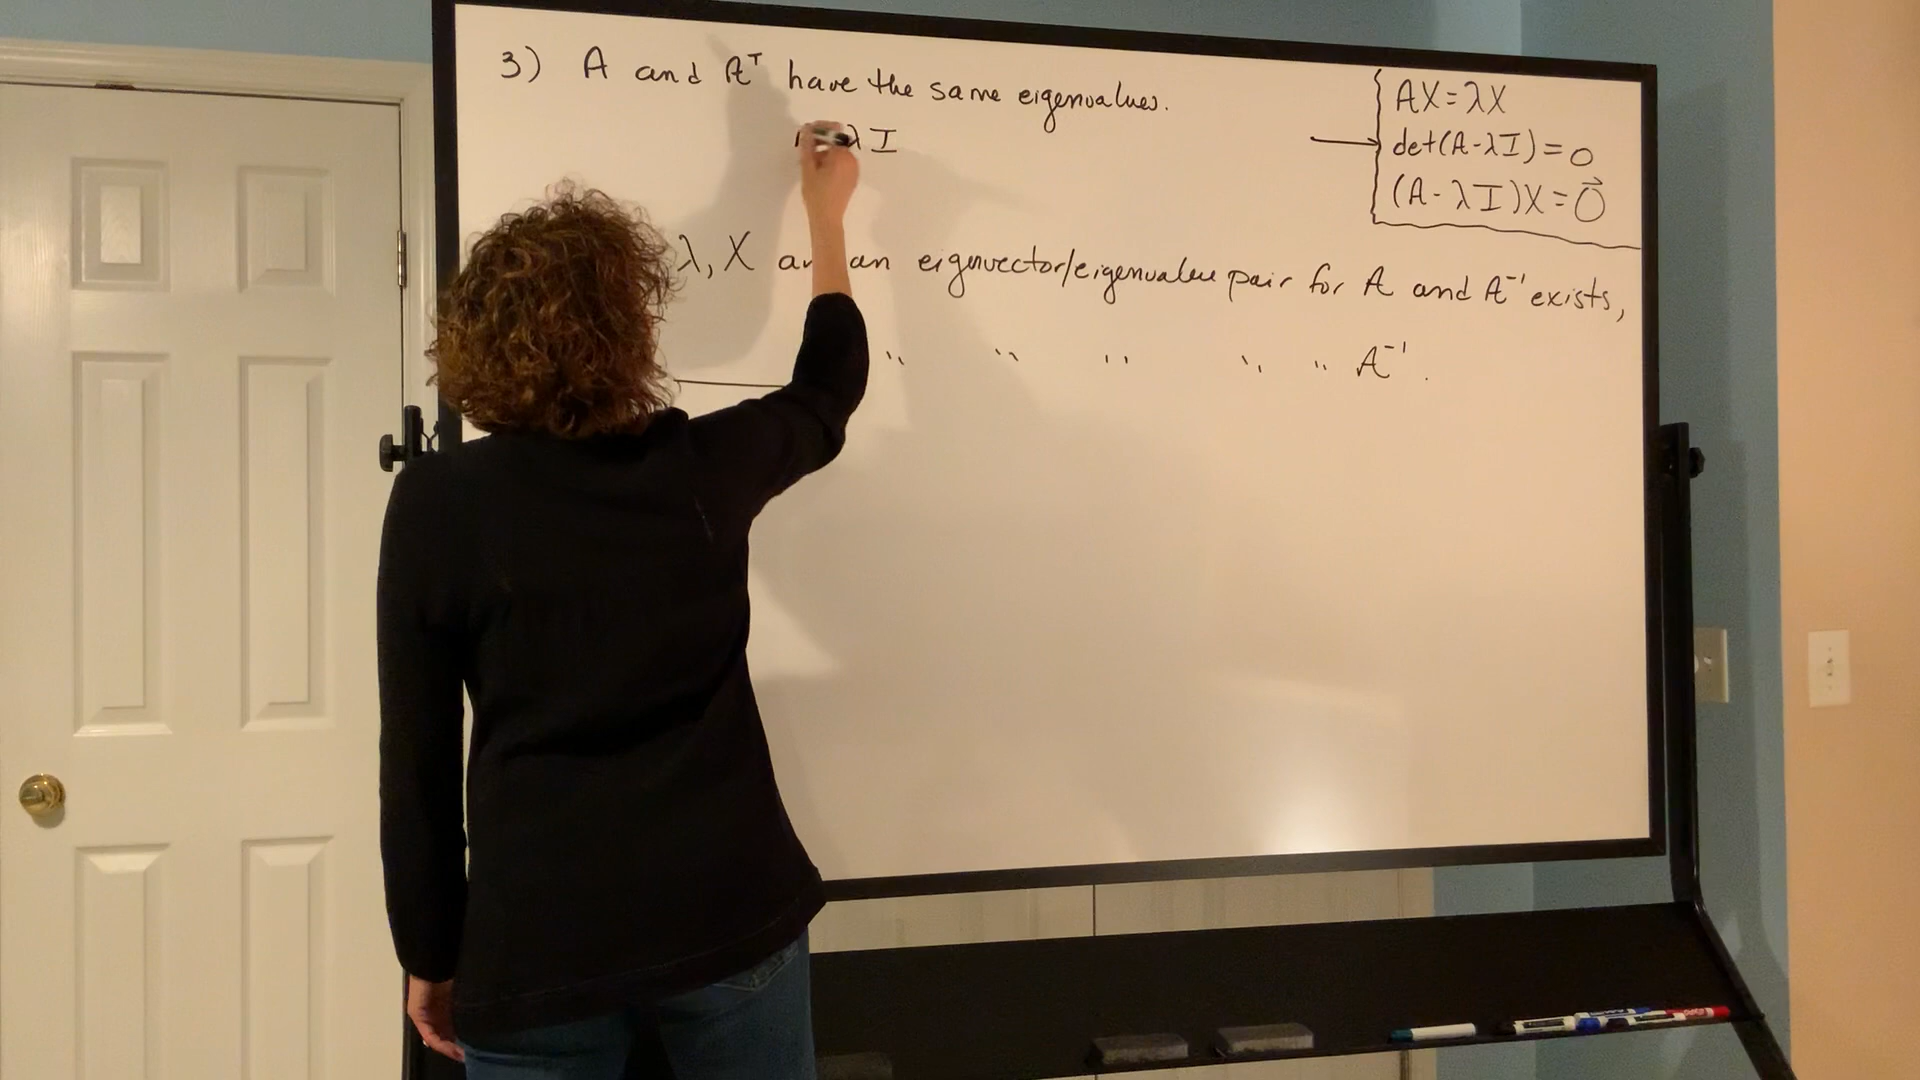 3) A and Aᵀ have the same eigenvalues.
λI
AX = λX
det(A-λI) = 0
(A-λI)X = 0⃗
λ, X an eigenvector/eigenvalue pair for A and A⁻¹ exists,
" " " " " A⁻¹.